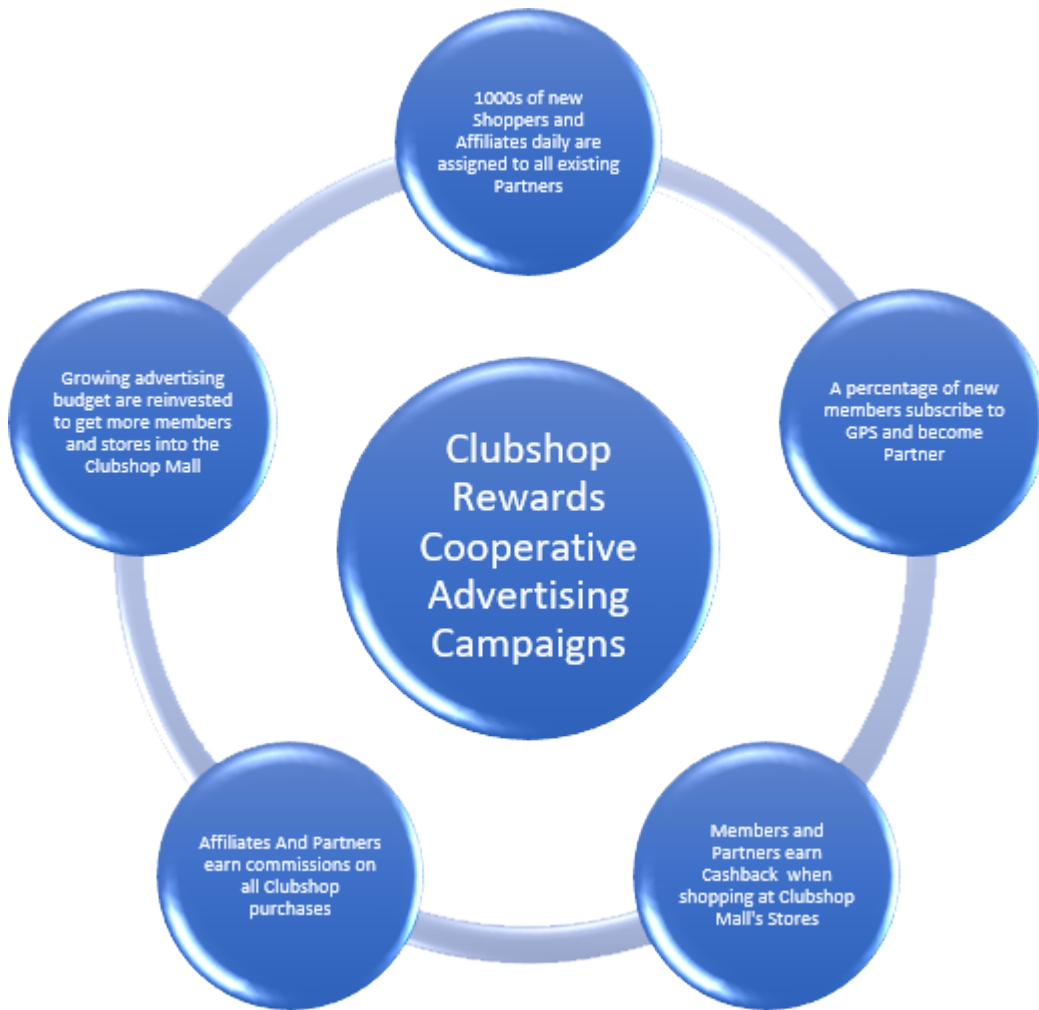 1000s of new
Shoppers and
Affiliates daily are
assigned to all existing
Partners
A percentage of new
members subscribe to
GPS and become
Partner
Members and
Partners earn
Cashback when
shopping at Clubshop
Mall's Stores
Affiliates And Partners
earn commissions on
all Clubshop
purchases
Growing advertising
budget are reinvested
to get more members
and stores into the
Clubshop Mall
Clubshop
Rewards
Cooperative
Advertising
Campaigns